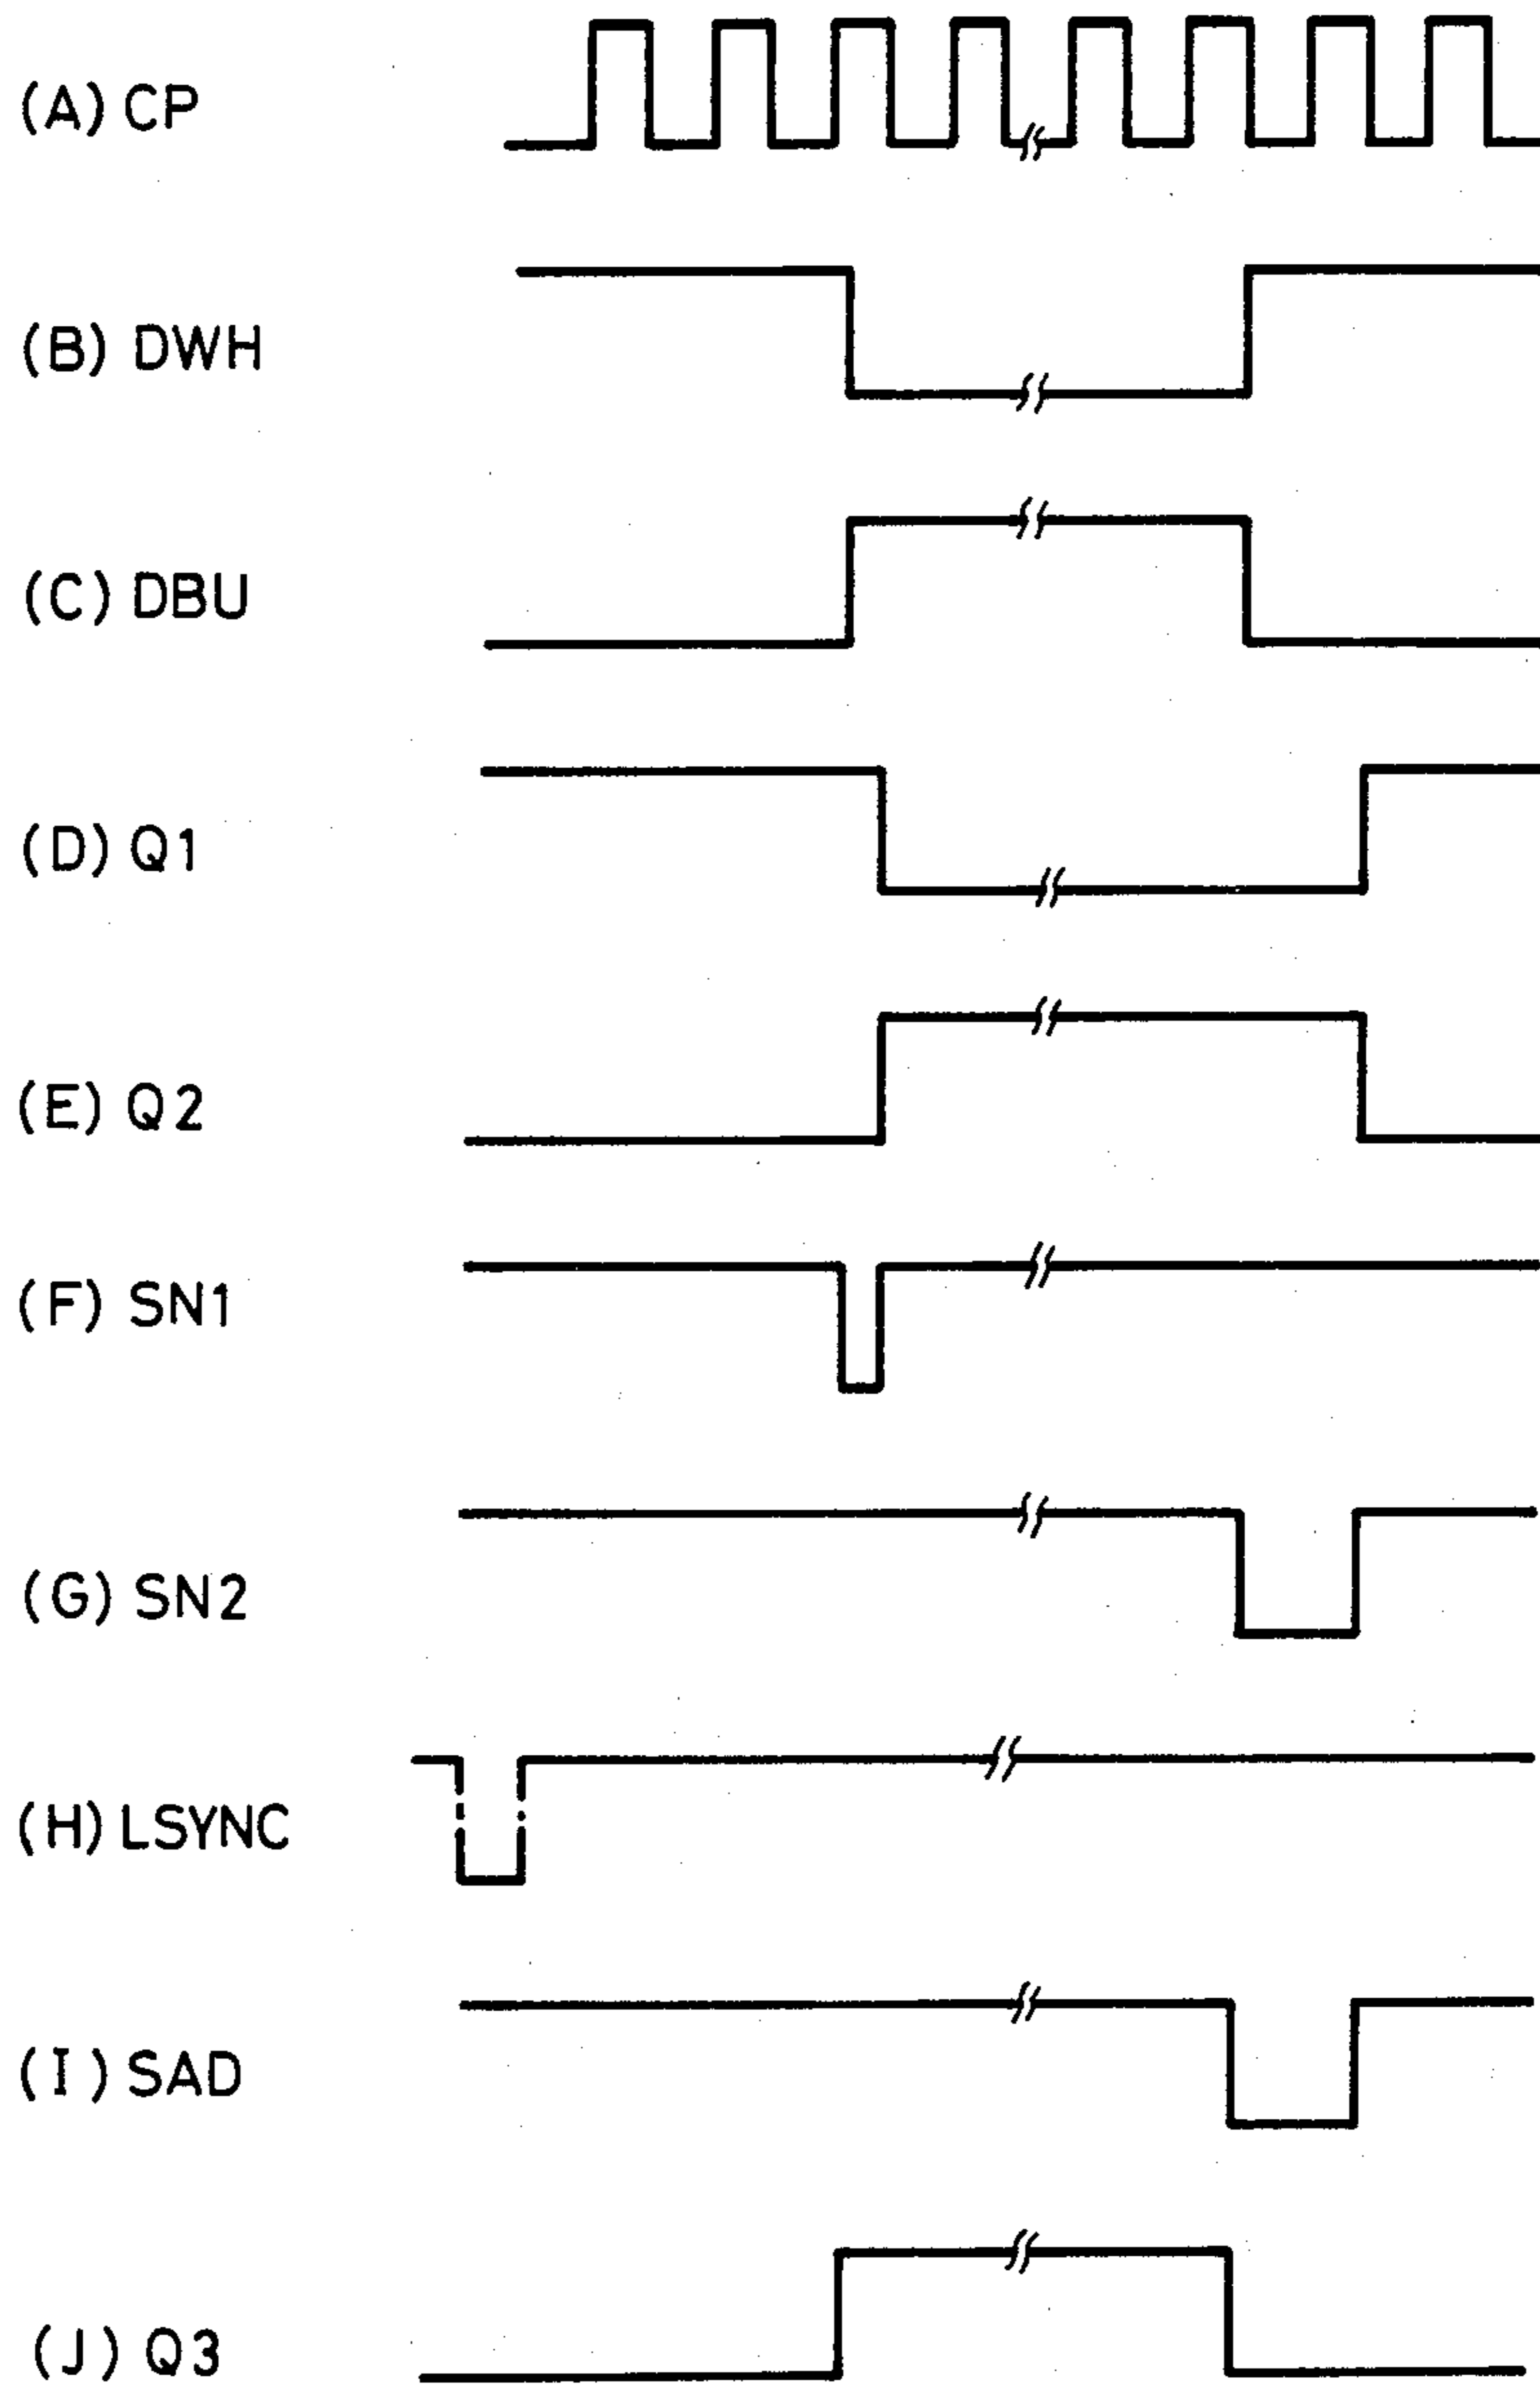 (A) CP
(B) DWH
(C) DBU
(D) Q1
(E) Q2
(F) SN1
(G) SN2
(H) LSYNC
(I) SAD
(J) Q3